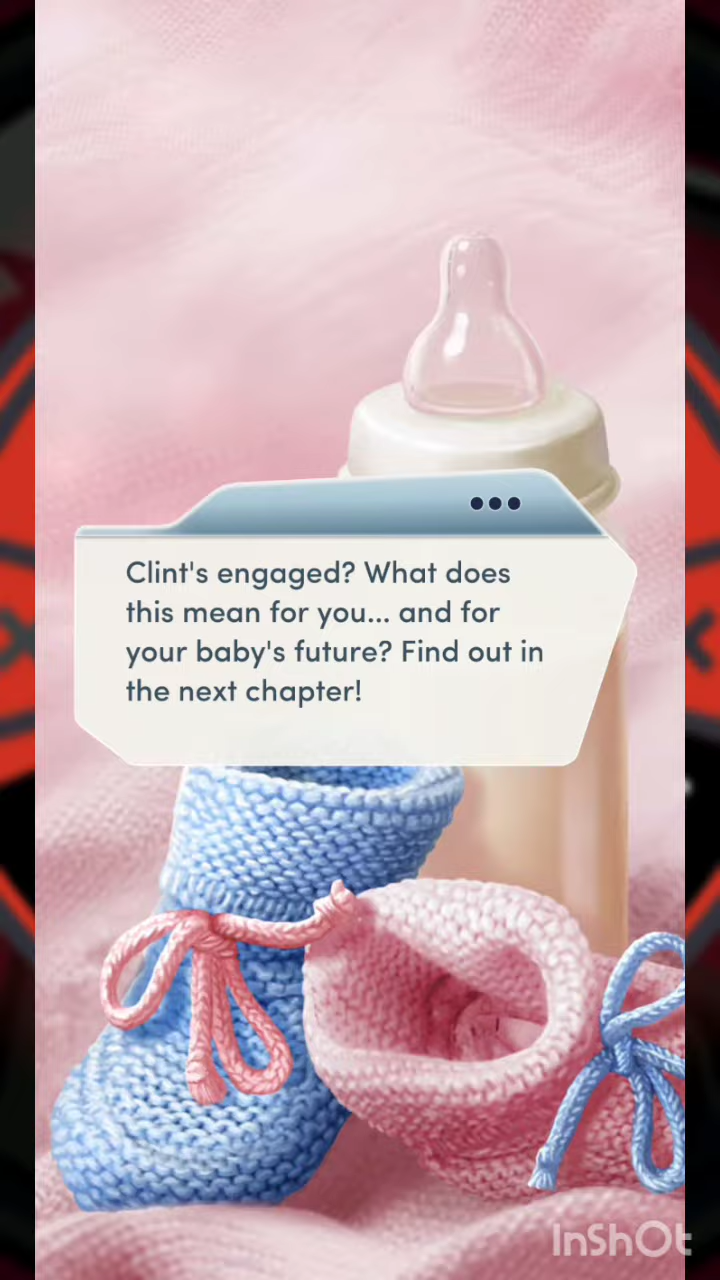 Clint's engaged? What does
this mean for you... and for
your baby's future? Find out in
the next chapter!
InShOt